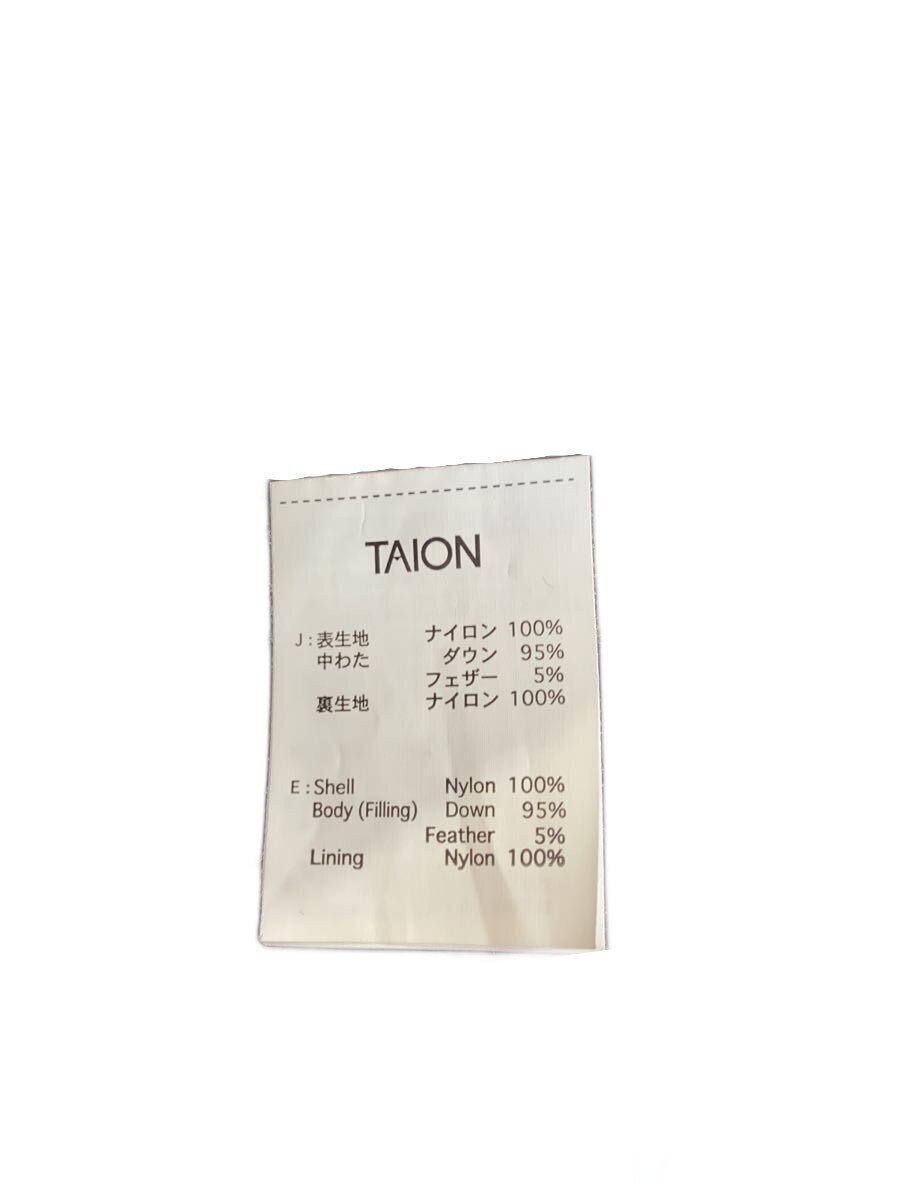 TAION
J : 表生地 ナイロン 100%
中わた ダウン 95%
フェザー 5%
裏生地 ナイロン 100%
E : Shell Nylon 100%
Body (Filling) Down 95%
Feather 5%
Lining Nylon 100%